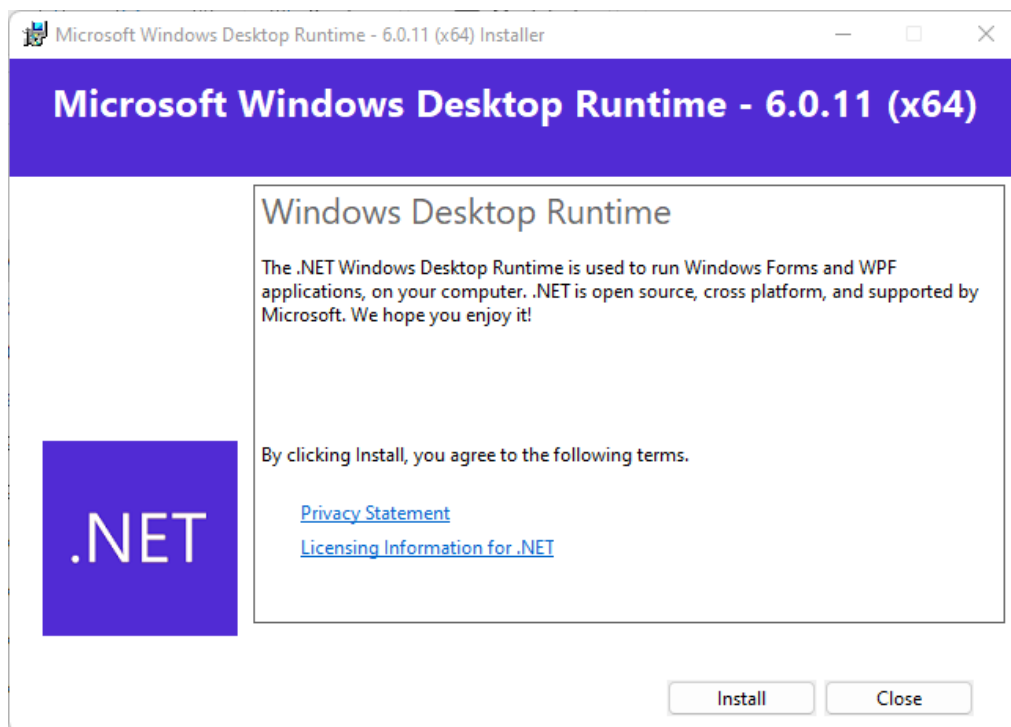 Microsoft Windows Desktop Runtime - 6.0.11 (x64) Installer
Microsoft Windows Desktop Runtime - 6.0.11 (x64)
Windows Desktop Runtime
The .NET Windows Desktop Runtime is used to run Windows Forms and WPF
applications, on your computer. .NET is open source, cross platform, and supported by
Microsoft. We hope you enjoy it!
By clicking Install, you agree to the following terms.
Privacy Statement
Licensing Information for .NET
.NET
Install
Close